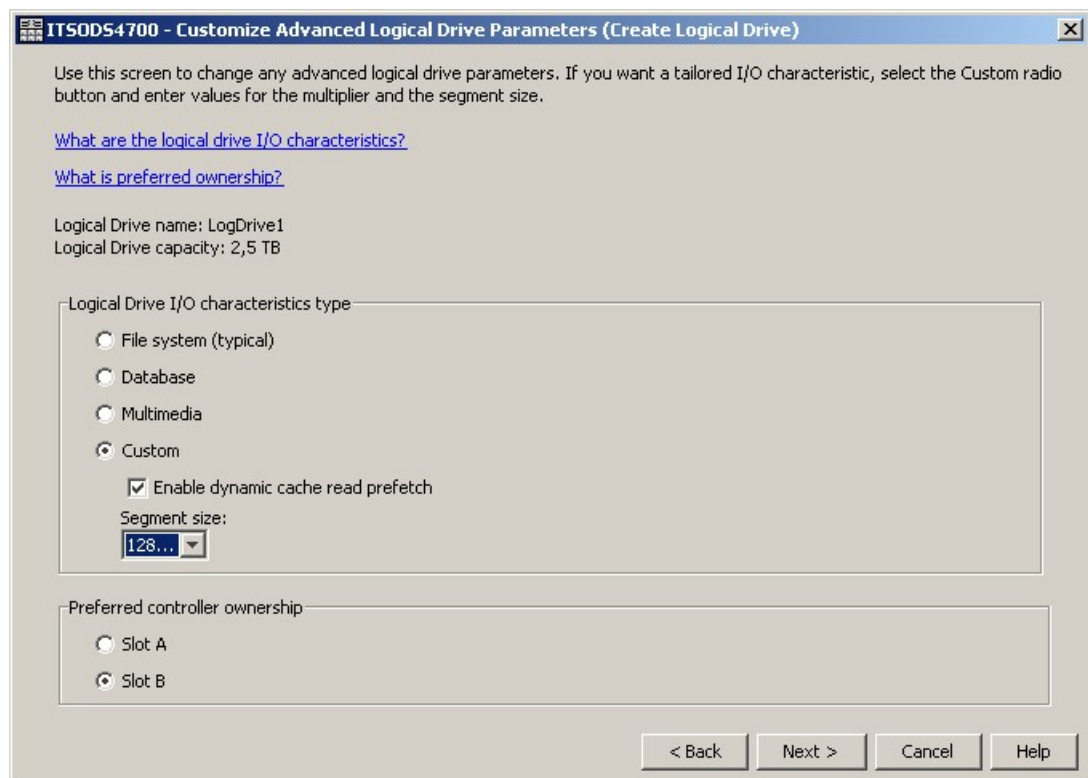 ITSODS4700 - Customize Advanced Logical Drive Parameters (Create Logical Drive)
Use this screen to change any advanced logical drive parameters. If you want a tailored I/O characteristic, select the Custom radio
button and enter values for the multiplier and the segment size.
What are the logical drive I/O characteristics?
What is preferred ownership?
Logical Drive name: LogDrive1
Logical Drive capacity: 2,5 TB
Logical Drive I/O characteristics type
File system (typical)
Database
Multimedia
Custom
Enable dynamic cache read prefetch
Segment size:
128...
Preferred controller ownership
Slot A
Slot B
< Back Next > Cancel Help